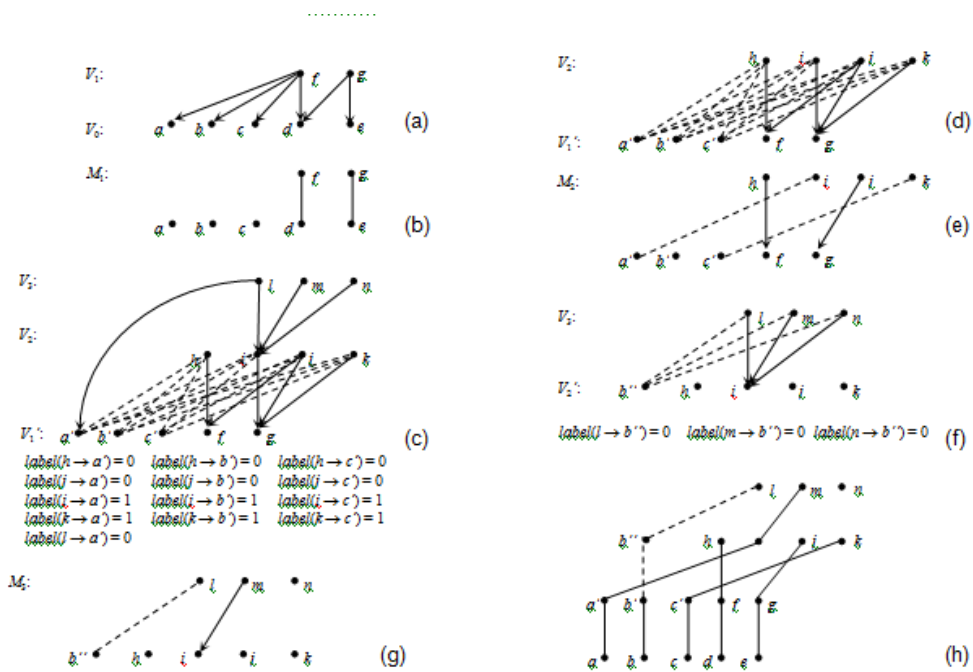 V₁: f g
V₀: a b c d e (a)
M₁: f g
a b c d e (b)
V₃: l m n
V₂: h i i k
V₁´: a´ b´ c´ f g (c)
label(h → a´) = 0 label(h → b´) = 0 label(h → c´) = 0
label(j → a´) = 0 label(j → b´) = 0 label(j → c´) = 0
label(i → a´) = 1 label(i → b´) = 1 label(i → c´) = 1
label(k → a´) = 1 label(k → b´) = 1 label(k → c´) = 1
label(l → a´) = 0
M₃: l m n
b´´ h i i k (g)
V₂: h i i k
V₁´: a´ b´ c´ f g (d)
M₂: h i i k
a´ b´ c´ f g (e)
V₃: l m n
V₂´: b´´ h i i k
label(l → b´´) = 0 label(m → b´´) = 0 label(n → b´´) = 0 (f)
l m n
b´´ h i k
a´ b´ c´ f g
a b c d e (h)